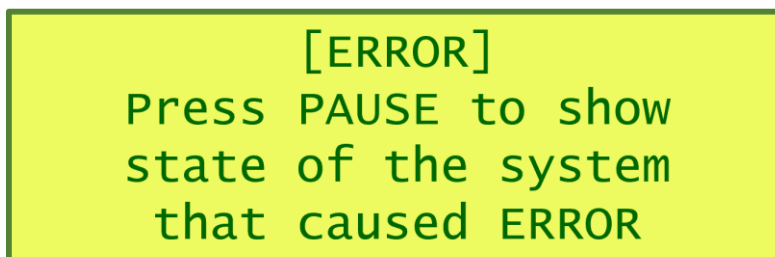 [ERROR]
Press PAUSE to show
state of the system
that caused ERROR